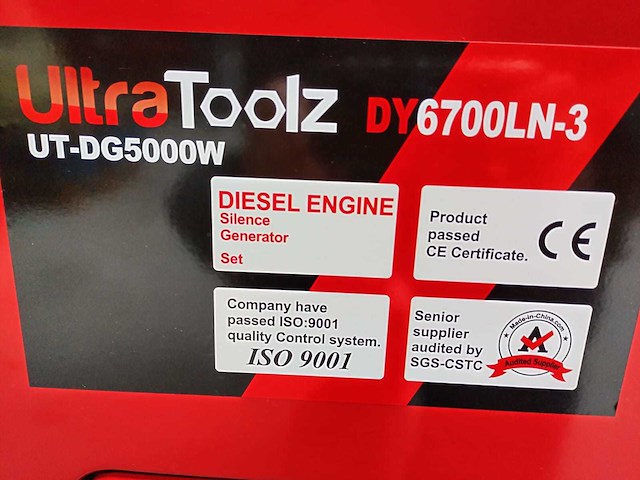 UltraToolz
DY6700LN-3
UT-DG5000W
DIESEL ENGINE
Silence
Generator
Set
Product
passed
CE Certificate.
CE
Company have
passed ISO:9001
quality Control system.
ISO 9001
Senior
supplier
audited by
SGS-CSTC
Made-in-China.com
A
Audited Supplier